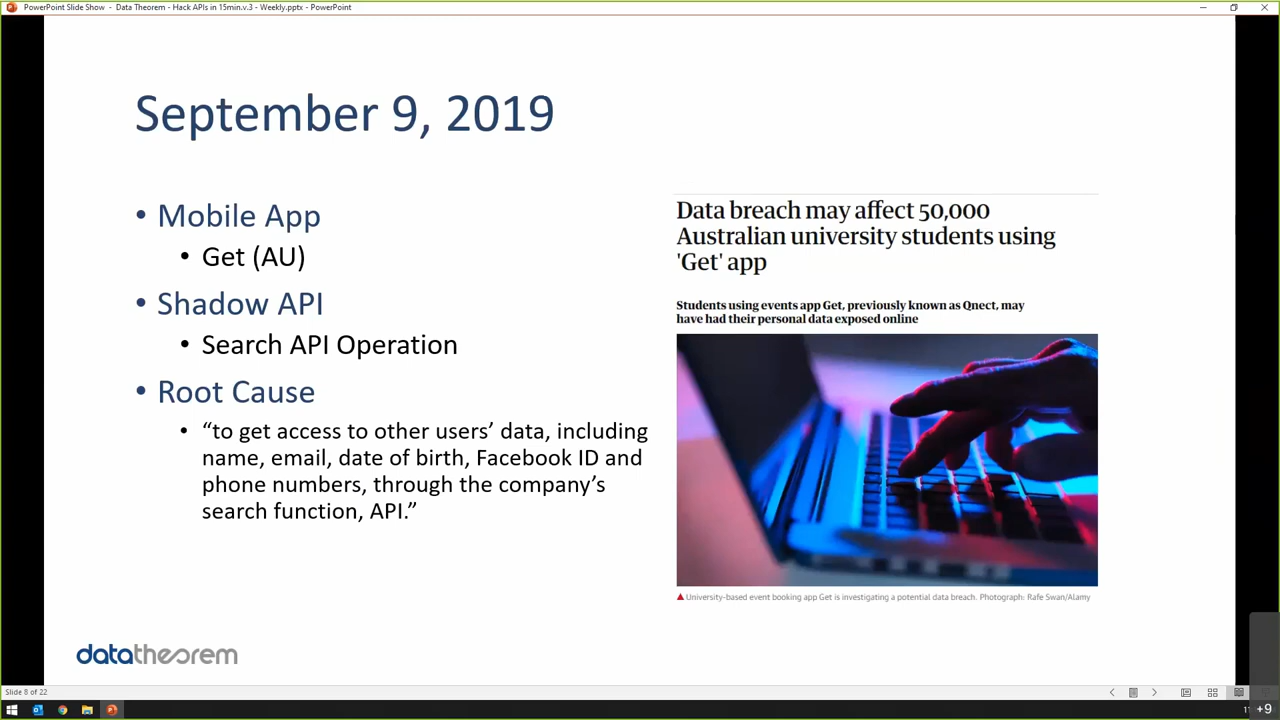 PowerPoint Slide Show - Data Theorem - Hack APIs in 15min.v.3 - Weekly.pptx - PowerPoint
September 9, 2019
• Mobile App
• Get (AU)
• Shadow API
• Search API Operation
• Root Cause
• “to get access to other users’ data, including
name, email, date of birth, Facebook ID and
phone numbers, through the company’s
search function, API.”
Data breach may affect 50,000
Australian university students using
'Get' app
Students using events app Get, previously known as Qnect, may
have had their personal data exposed online
University-based event booking app Get is investigating a potential data breach. Photograph: Rafe Swan/Alamy
datatheorem
Slide 8 of 22
+9